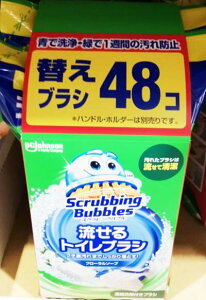 青で洗浄・緑で1週間の汚れ防止
替え
ブラシ 48コ
※ハンドル・ホルダーは別売りです。
SC Johnson
汚れたブラシは
流せて清潔
Scrubbing
Bubbles
流せる
トイレブラシ
フローラルソープ